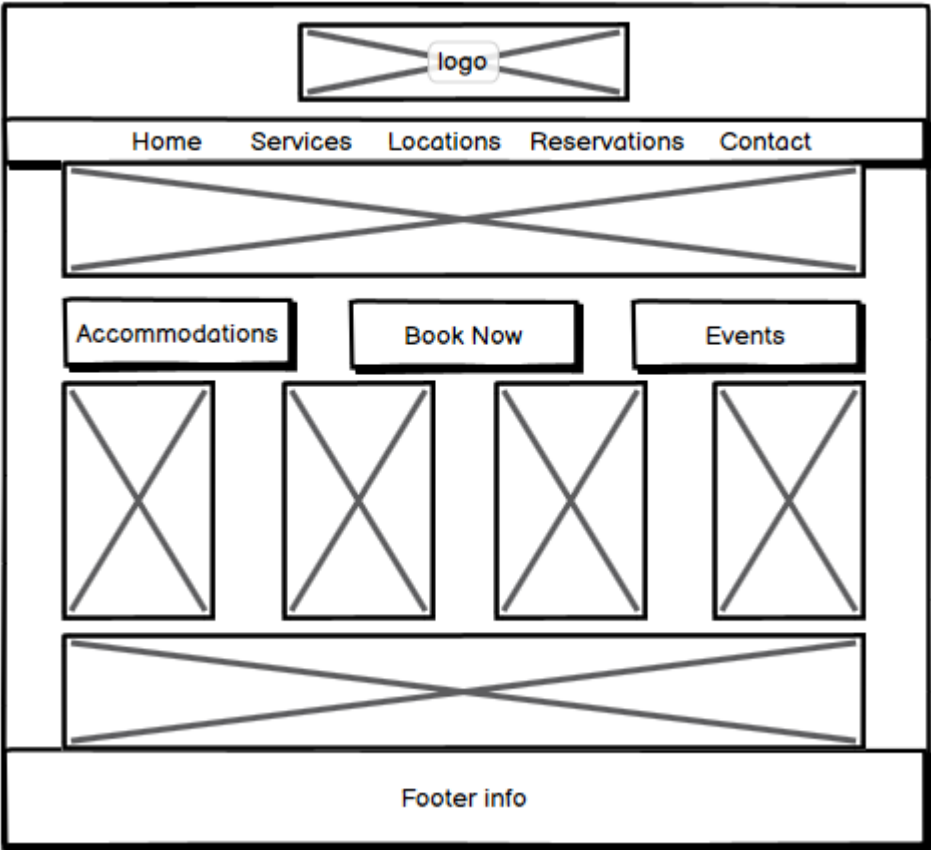 logo
Home Services Locations Reservations Contact
Accommodations Book Now Events
Footer info